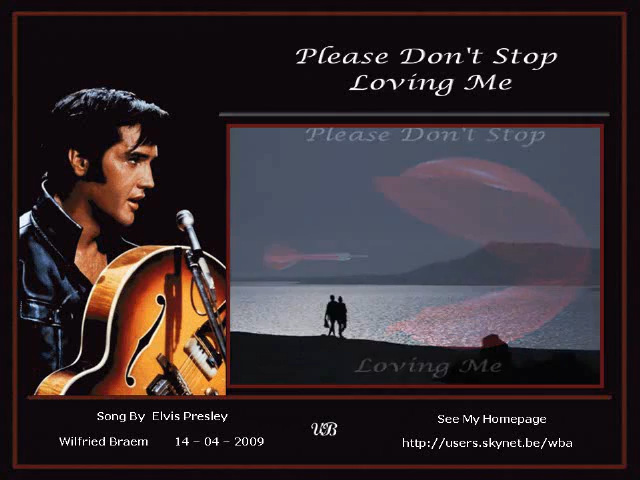 Please Don't Stop
Loving Me
Please Don't Stop
Loving Me
Song By Elvis Presley
Wilfried Braem 14 - 04 - 2009
WB
See My Homepage
http://users.skynet.be/wba